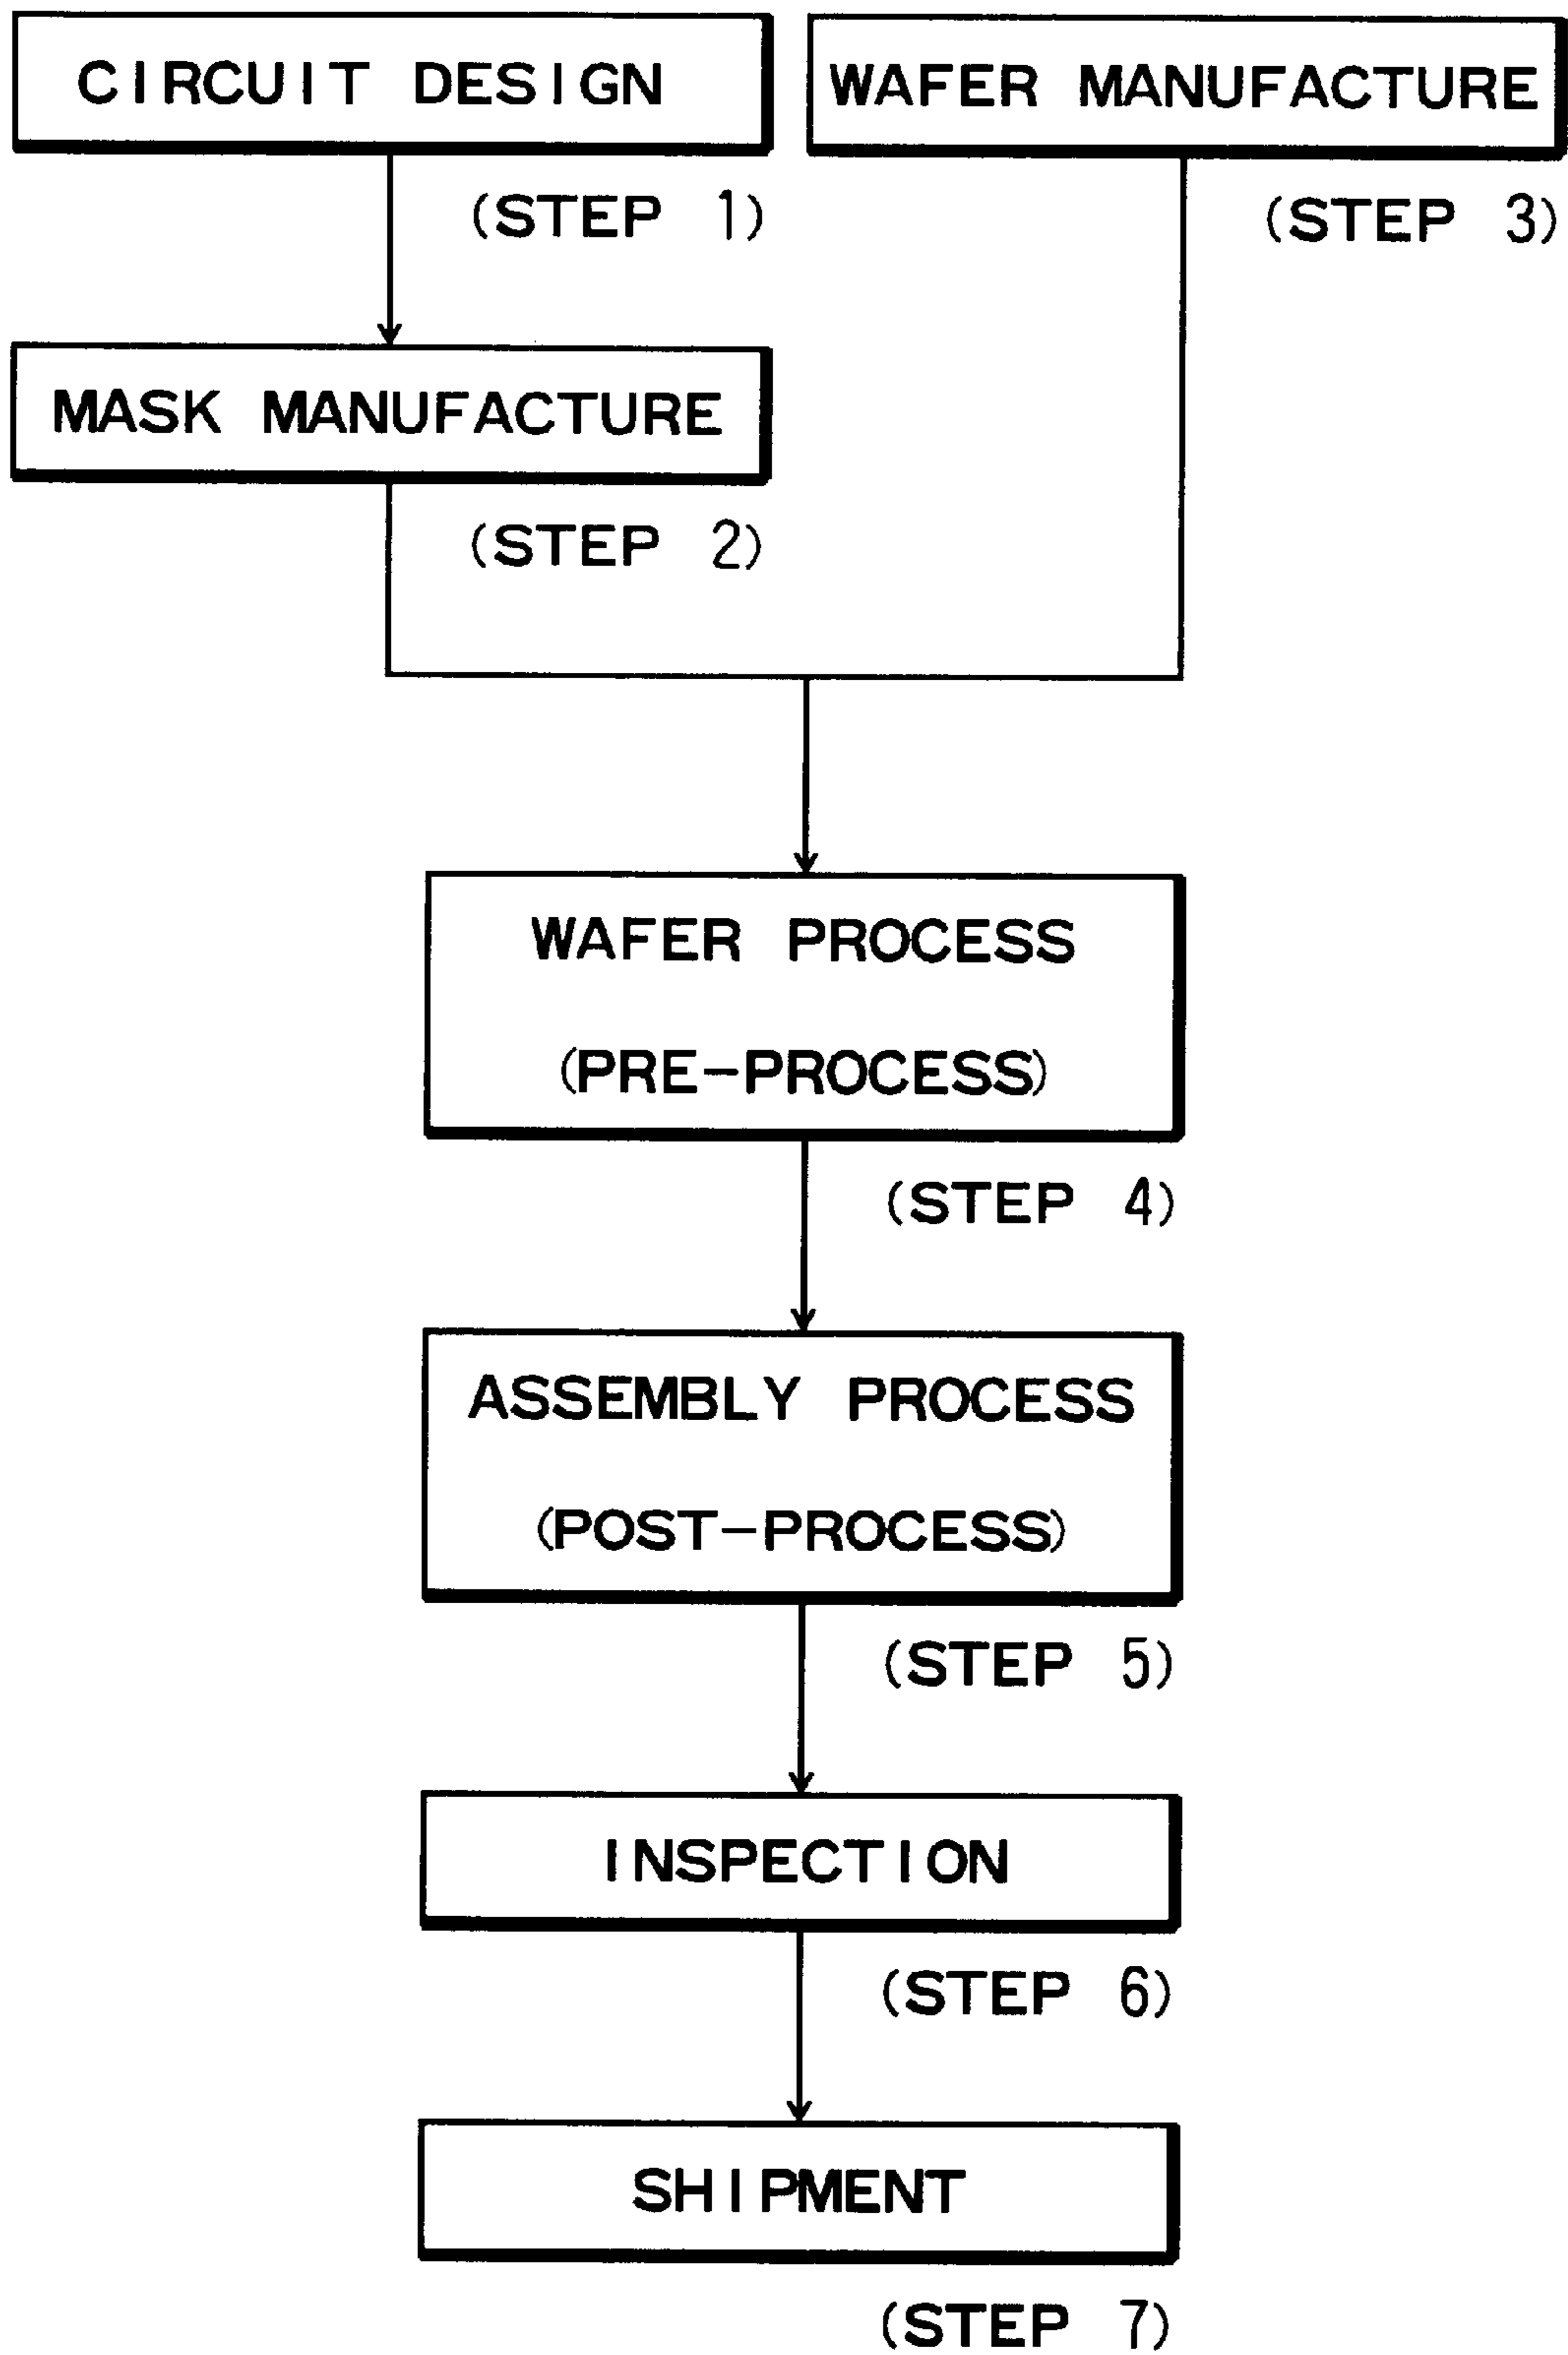 CIRCUIT DESIGN
(STEP 1)
WAFER MANUFACTURE
(STEP 3)
MASK MANUFACTURE
(STEP 2)
WAFER PROCESS
(PRE-PROCESS)
(STEP 4)
ASSEMBLY PROCESS
(POST-PROCESS)
(STEP 5)
INSPECTION
(STEP 6)
SHIPMENT
(STEP 7)